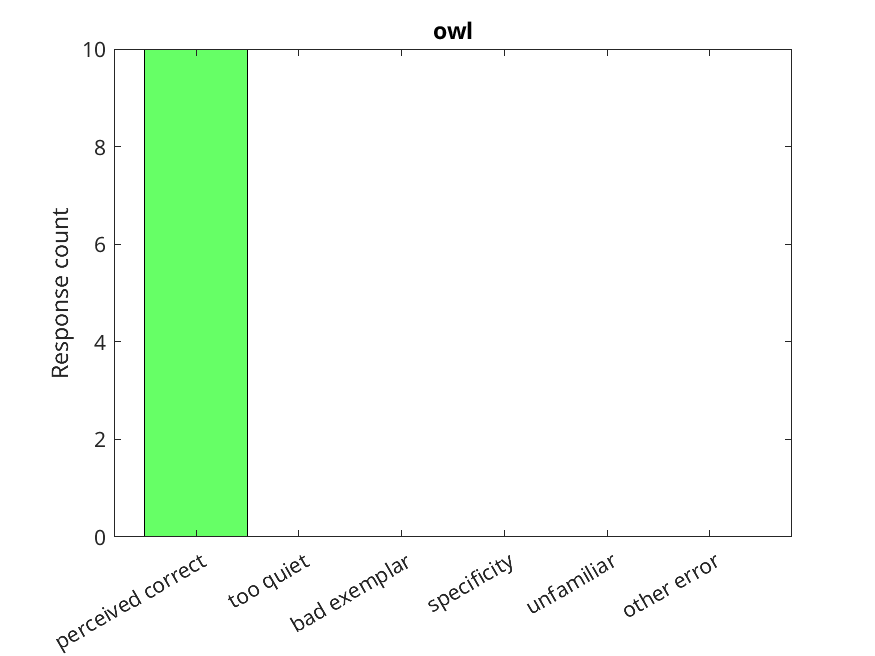 owl
Response count
10
8
6
4
2
0
perceived correct
too quiet
bad exemplar
specificity
unfamiliar
other error